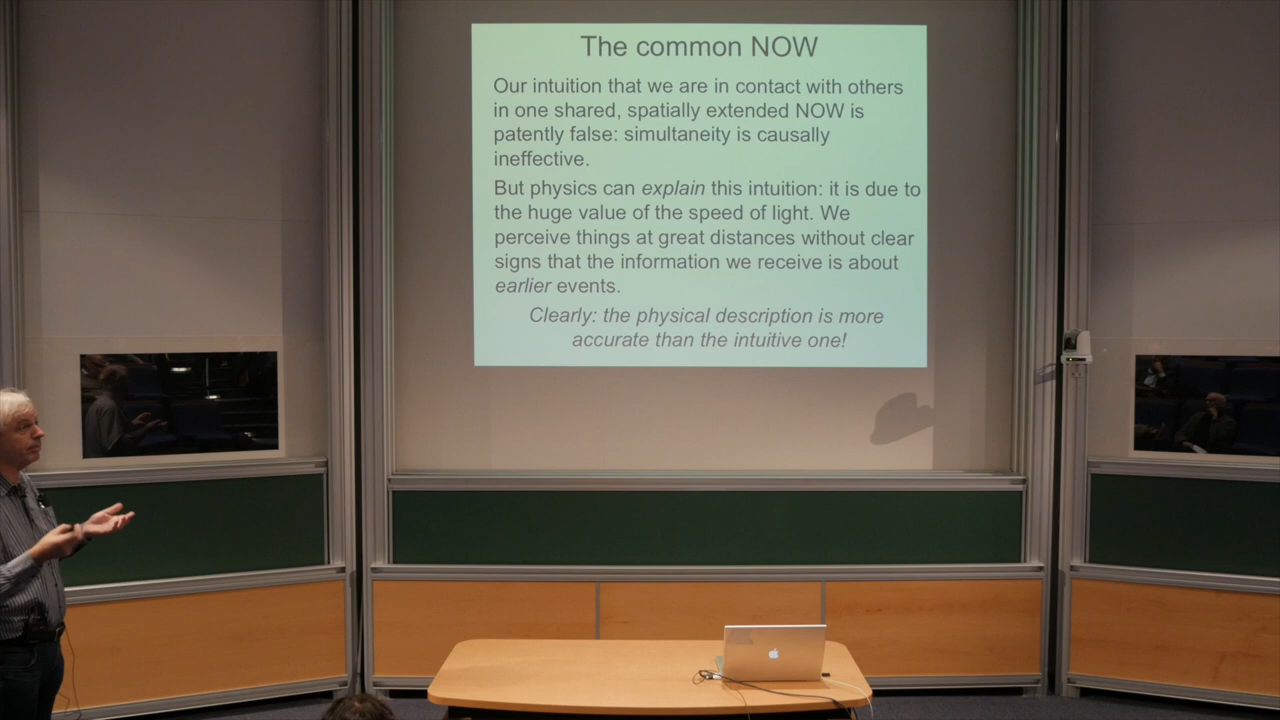 The common NOW
Our intuition that we are in contact with others
in one shared, spatially extended NOW is
patently false: simultaneity is causally
ineffective.
But physics can explain this intuition: it is due to
the huge value of the speed of light. We
perceive things at great distances without clear
signs that the information we receive is about
earlier events.
Clearly: the physical description is more
accurate than the intuitive one!